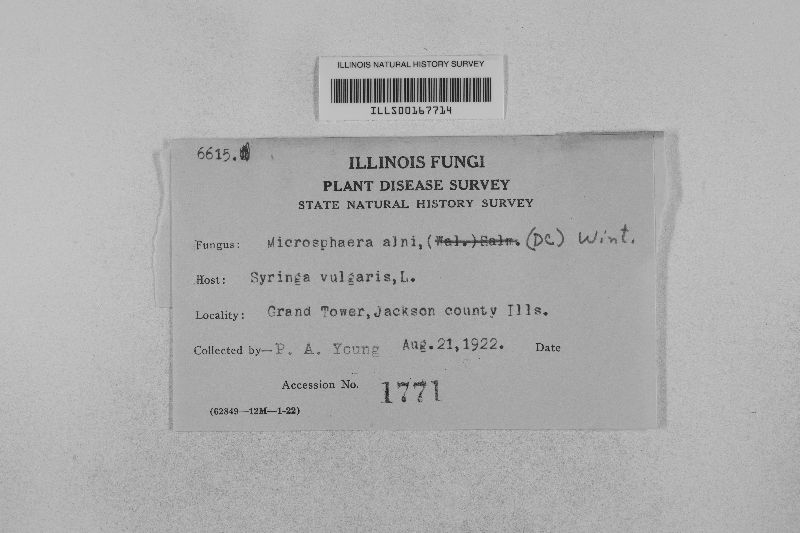 ILLINOIS NATURAL HISTORY SURVEY
ILLS00167714
6615.
ILLINOIS FUNGI
PLANT DISEASE SURVEY
STATE NATURAL HISTORY SURVEY
Fungus: Microsphaera alni, (Wal.) Salm. (DC) Wint.
Host: Syringa vulgaris, L.
Locality: Grand Tower, Jackson county Ills.
Collected by— P. A. Young Aug. 21, 1922. Date
Accession No. 1771
(62849—12M—1-22)